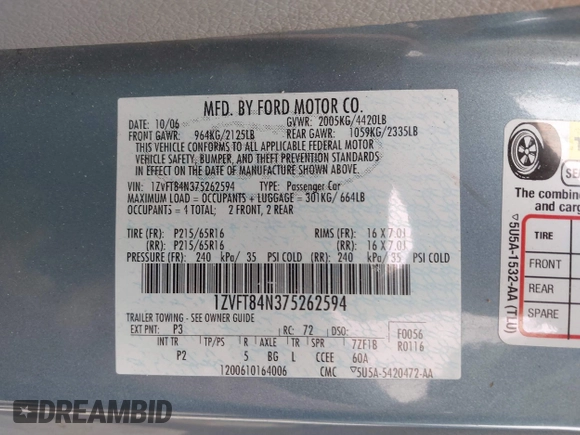 MFD. BY FORD MOTOR CO.
DATE: 10/06 GVWR: 2005KG/4420LB
FRONT GAWR: 964KG/2125LB REAR GAWR: 1059KG/2335LB
THIS VEHICLE CONFORMS TO ALL APPLICABLE FEDERAL MOTOR
VEHICLE SAFETY, BUMPER, AND THEFT PREVENTION STANDARDS
IN EFFECT ON THE DATE OF MANUFACTURE SHOWN ABOVE.
VIN: 1ZVFT84N375262594 TYPE: Passenger Car
MAXIMUM LOAD = OCCUPANTS + LUGGAGE = 301KG/ 664LB
OCCUPANTS = 4 TOTAL; 2 FRONT, 2 REAR
TIRE (FR): P215/65R16 RIMS (FR): 16 X 7.0J
(RR): P215/65R16 (RR): 16 X 7.0J
PRESSURE (FR): 240 kPa/ 35 PSI COLD (RR): 240 kPa/ 35 PSI COLD
1ZVFT84N375262594
TRAILER TOWING - SEE OWNER GUIDE
EXT PNT: P3 RC: 72 DSO: F0056
R0116
INT TR TP/PS R AXLE TR SPR 7ZF1B
P2 5 BG L CCEE 60A
1200610164006 CMC 5U5A-5420472-AA
5U5A-1532-AA (TLU)
The combine
and carg
TIRE
FRONT
REAR
SPARE
DREAMBID